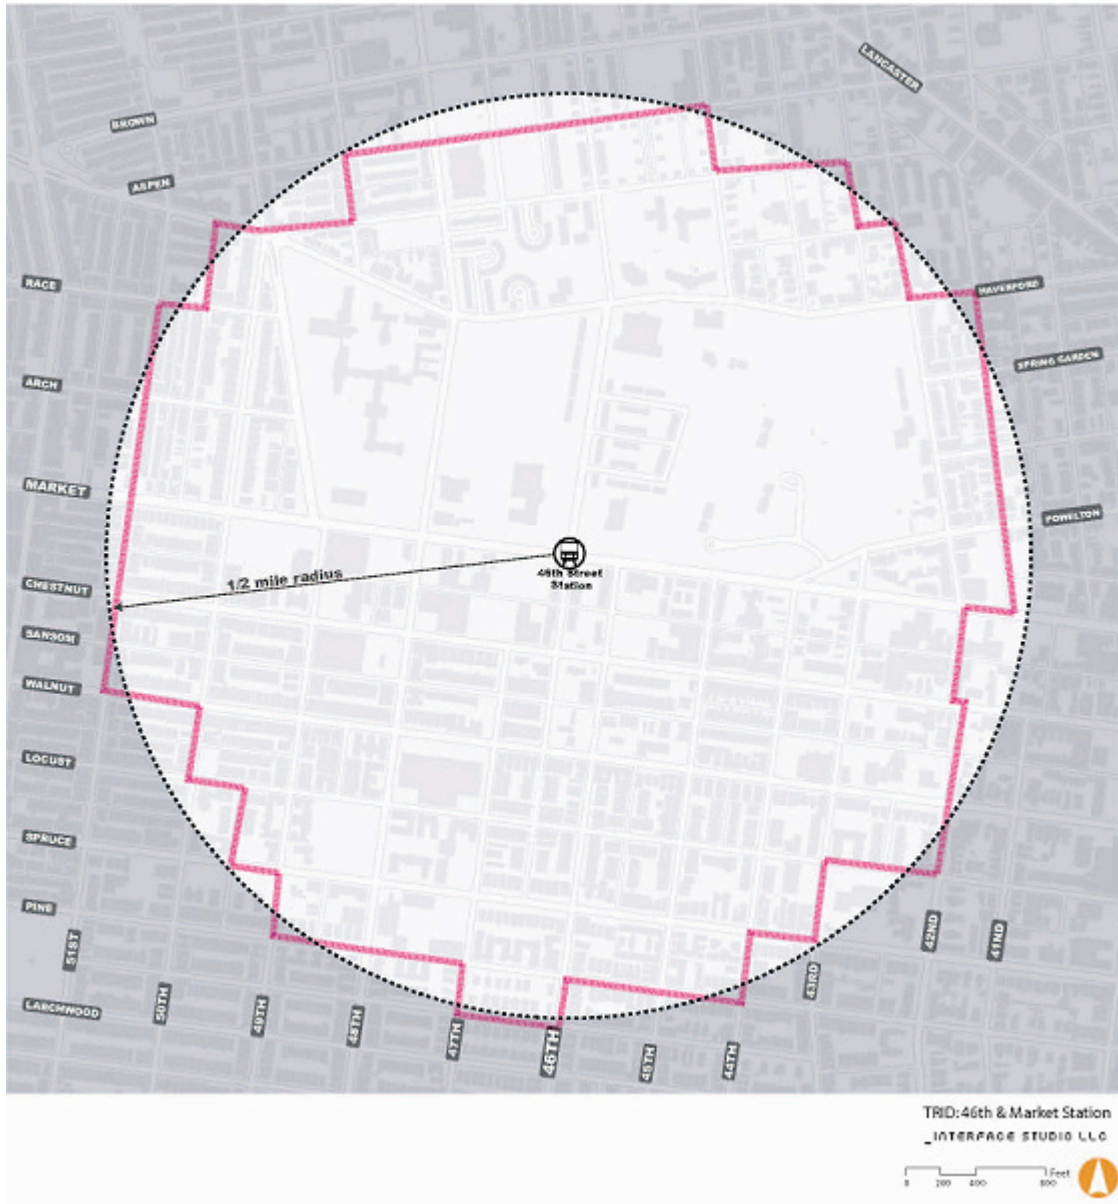 LANCASTER
BROWN
ASPEN
RACE
HAVERFORD
SPRING GARDEN
ARCH
MARKET
POWELTON
46th Street
Station
1/2 mile radius
CHESTNUT
SANSOM
WALNUT
LOCUST
SPRUCE
PINE
LARCHWOOD
51ST
50TH
49TH
48TH
47TH
46TH
45TH
44TH
43RD
42ND
41ND
TRID: 46th & Market Station
_INTERFACE STUDIO LLC
Feet
0 200 400 800